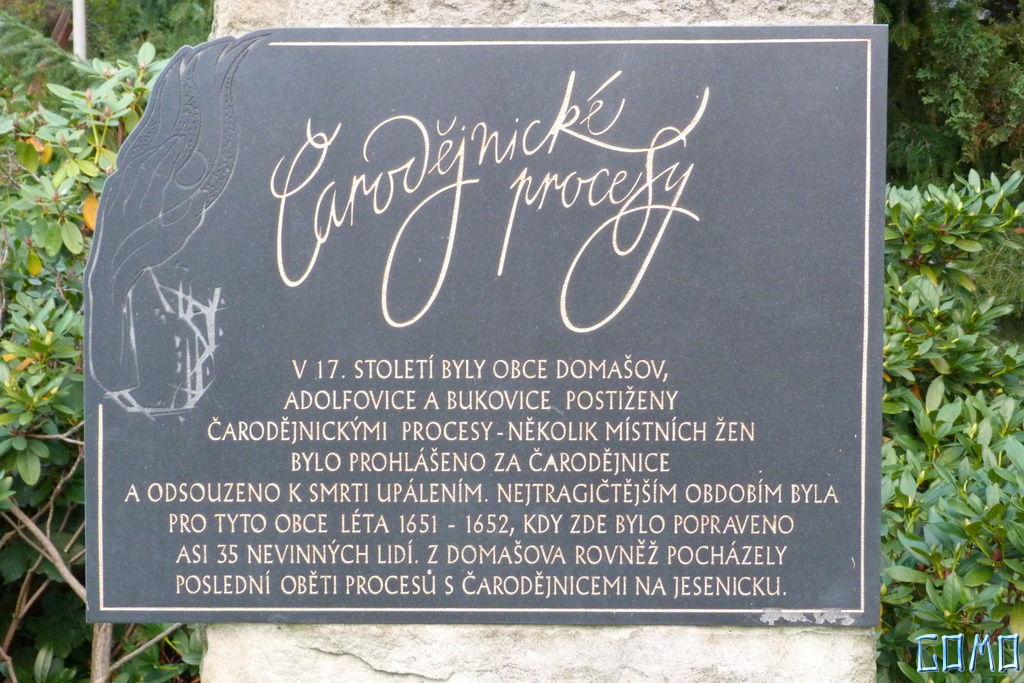 Čarodějnické
procesy
V 17. STOLETÍ BYLY OBCE DOMAŠOV,
ADOLFOVICE A BUKOVICE POSTIŽENY
ČARODĚJNICKÝMI PROCESY - NĚKOLIK MÍSTNÍCH ŽEN
BYLO PROHLÁŠENO ZA ČARODĚJNICE
A ODSOUZENO K SMRTI UPÁLENÍM. NEJTRAGIČTĚJŠÍM OBDOBÍM BYLA
PRO TYTO OBCE LÉTA 1651 - 1652, KDY ZDE BYLO POPRAVENO
ASI 35 NEVINNÝCH LIDÍ. Z DOMAŠOVA ROVNĚŽ POCHÁZELY
POSLEDNÍ OBĚTI PROCESŮ S ČARODĚJNICEMI NA JESENICKU.
GOMO